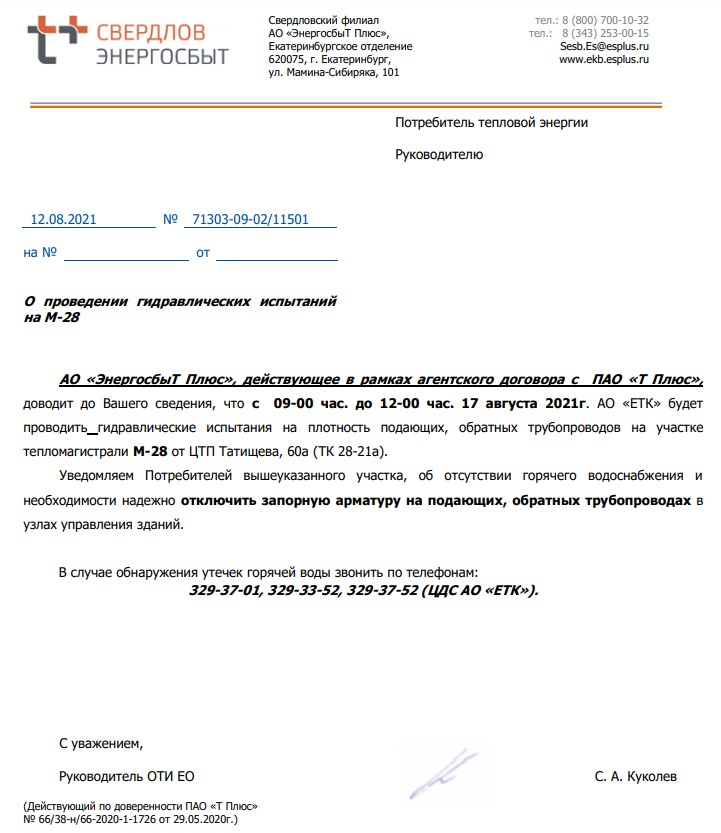 СВЕРДЛОВ
ЭНЕРГОСБЫТ
Свердловский филиал
АО «ЭнергосбыТ Плюс»,
Екатеринбургское отделение
620075, г. Екатеринбург,
ул. Мамина-Сибиряка, 101
тел.: 8 (800) 700-10-32
тел.: 8 (343) 253-00-15
Sesb.Es@esplus.ru
www.ekb.esplus.ru
Потребитель тепловой энергии
Руководителю
12.08.2021 № 71303-09-02/11501
на № ____ от ____
О проведении гидравлических испытаний
на М-28
АО «ЭнергосбыТ Плюс», действующее в рамках агентского договора с ПАО «Т Плюс»,
доводит до Вашего сведения, что с 09-00 час. до 12-00 час. 17 августа 2021г. АО «ЕТК» будет
проводить_гидравлические испытания на плотность подающих, обратных трубопроводов на участке
тепломагистрали М-28 от ЦТП Татищева, 60а (ТК 28-21а).
Уведомляем Потребителей вышеуказанного участка, об отсутствии горячего водоснабжения и
необходимости надежно отключить запорную арматуру на подающих, обратных трубопроводах в
узлах управления зданий.
В случае обнаружения утечек горячей воды звонить по телефонам:
329-37-01, 329-33-52, 329-37-52 (ЦДС АО «ЕТК»).
С уважением,
Руководитель ОТИ ЕО С. А. Куколев
(Действующий по доверенности ПАО «Т Плюс»
№ 66/38-н/66-2020-1-1726 от 29.05.2020г.)